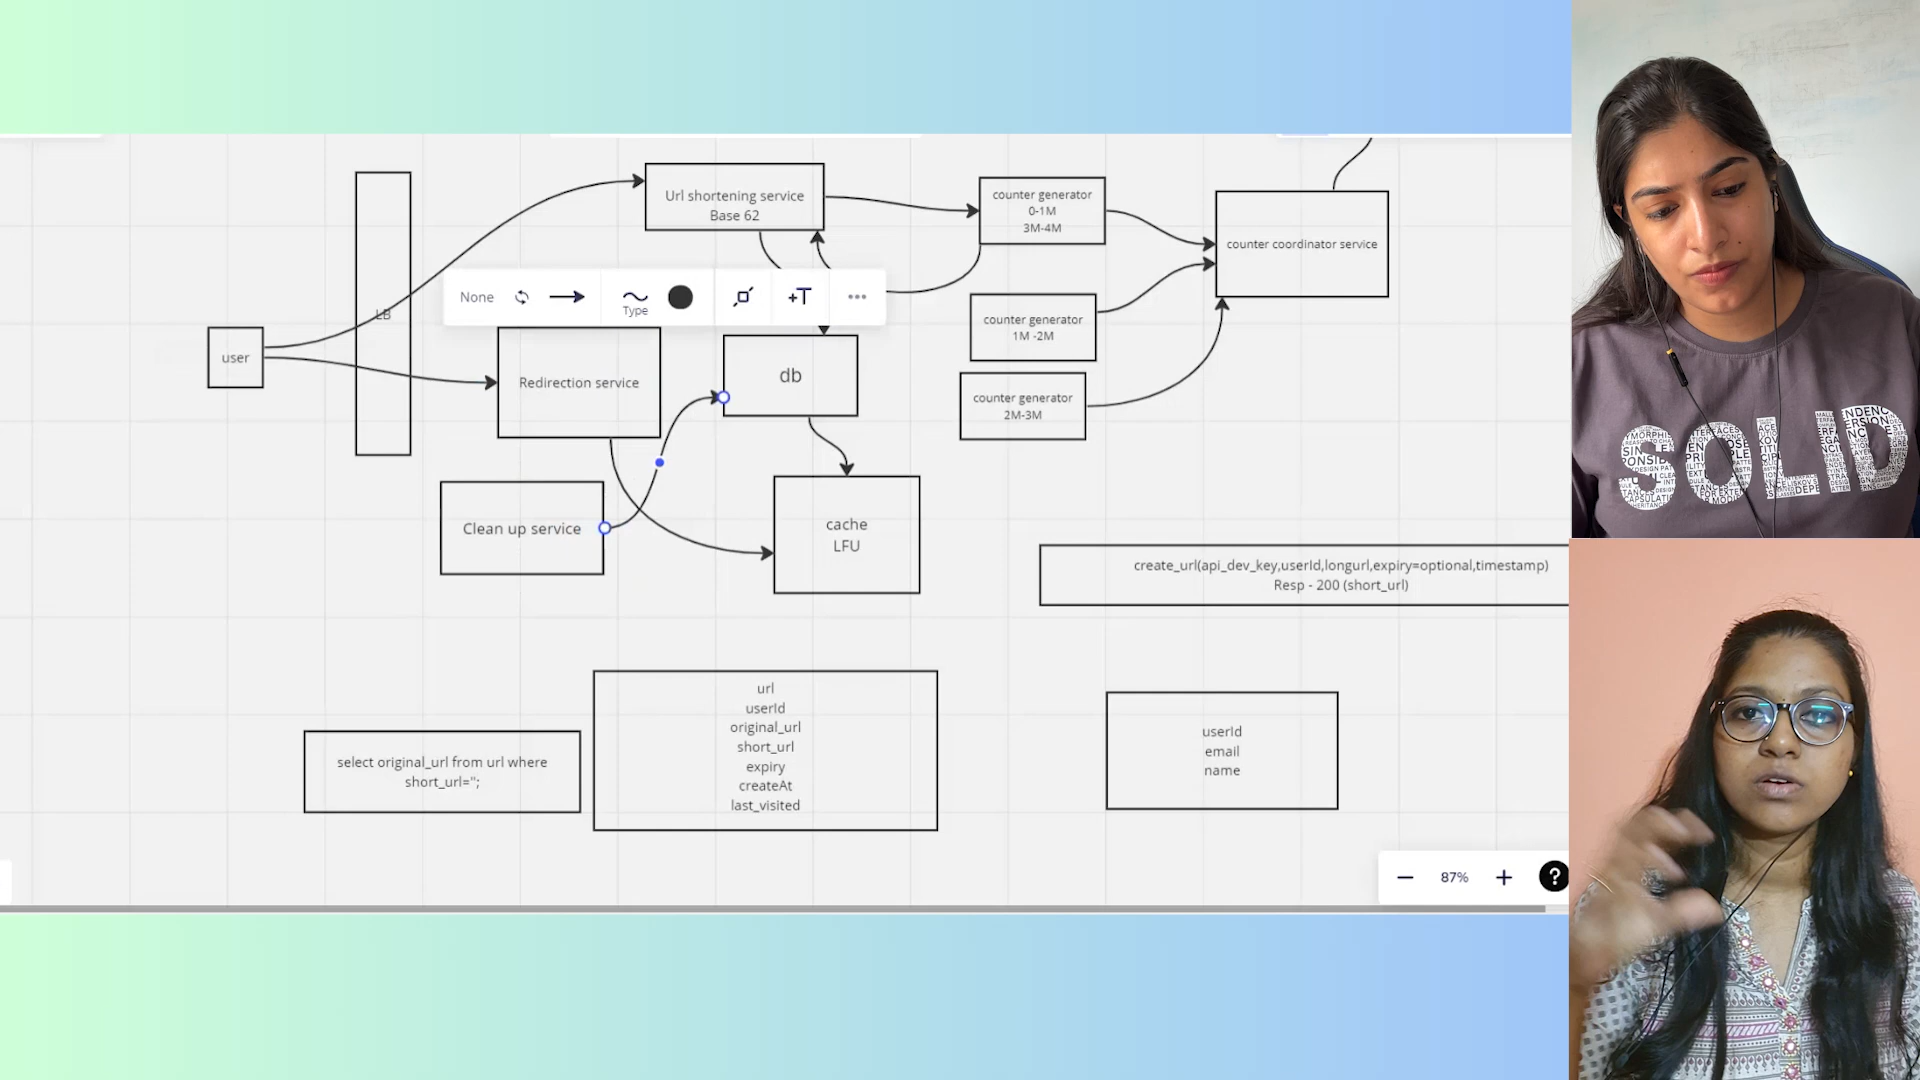 Url shortening service
Base 62
counter generator
0-1M
3M-4M
counter coordinator service
None
Type
+T
LB
user
Redirection service
db
counter generator
1M -2M
counter generator
2M-3M
Clean up service
cache
LFU
create_url(api_dev_key,userId,longurl,expiry=optional,timestamp)
Resp - 200 (short_url)
select original_url from url where
short_url='';
url
userId
original_url
short_url
expiry
createAt
last_visited
userId
email
name
87%
?
SOLID